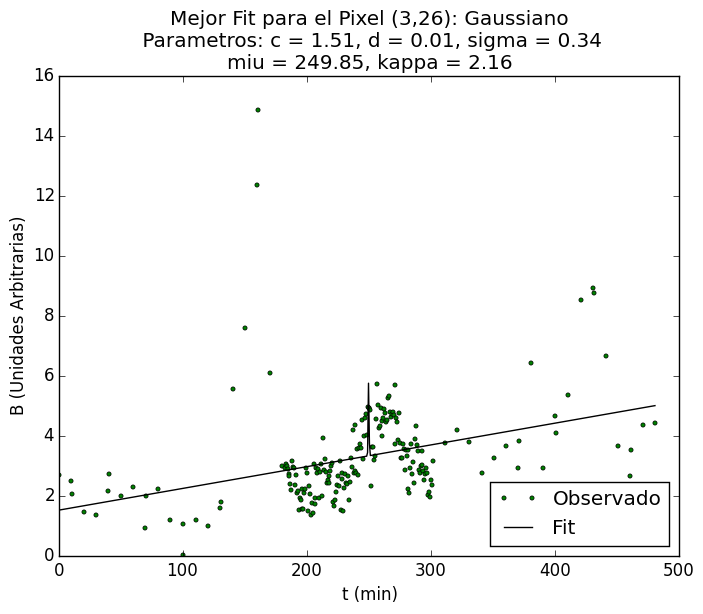 Mejor Fit para el Pixel (3,26): Gaussiano
Parametros: c = 1.51, d = 0.01, sigma = 0.34
miu = 249.85, kappa = 2.16
16
14
12
10
8
6
4
2
0
B (Unidades Arbitrarias)
Observado
Fit
0 100 200 300 400 500
t (min)